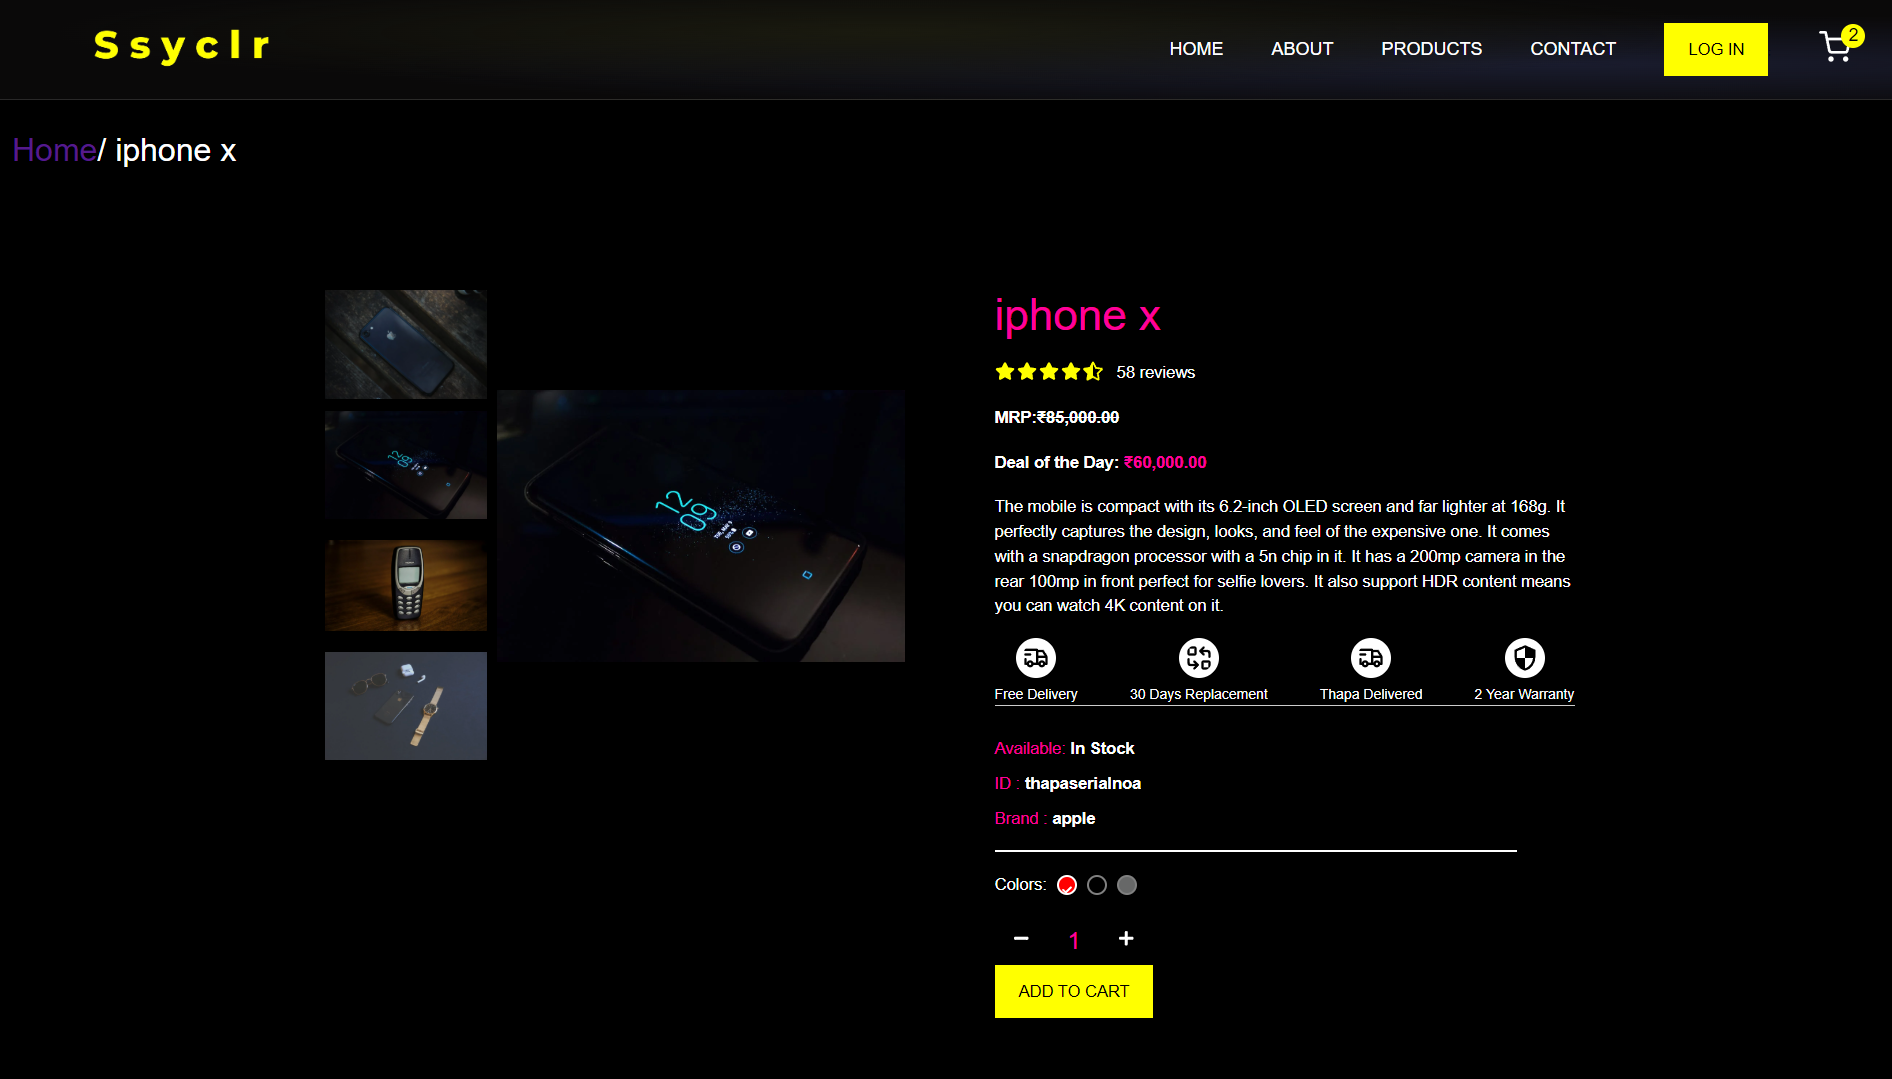 Ssyclr
HOME ABOUT PRODUCTS CONTACT LOG IN 2
Home/ iphone x
iphone x
58 reviews
MRP:₹85,000.00
Deal of the Day: ₹60,000.00
The mobile is compact with its 6.2-inch OLED screen and far lighter at 168g. It
perfectly captures the design, looks, and feel of the expensive one. It comes
with a snapdragon processor with a 5n chip in it. It has a 200mp camera in the
rear 100mp in front perfect for selfie lovers. It also support HDR content means
you can watch 4K content on it.
Free Delivery 30 Days Replacement Thapa Delivered 2 Year Warranty
Available: In Stock
ID : thapaserialnoa
Brand : apple
Colors:
1
ADD TO CART
12
09